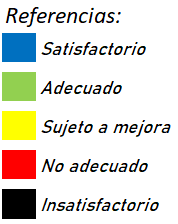 Referencias:
Satisfactorio
Adecuado
Sujeto a mejora
No adecuado
Insatisfactorio